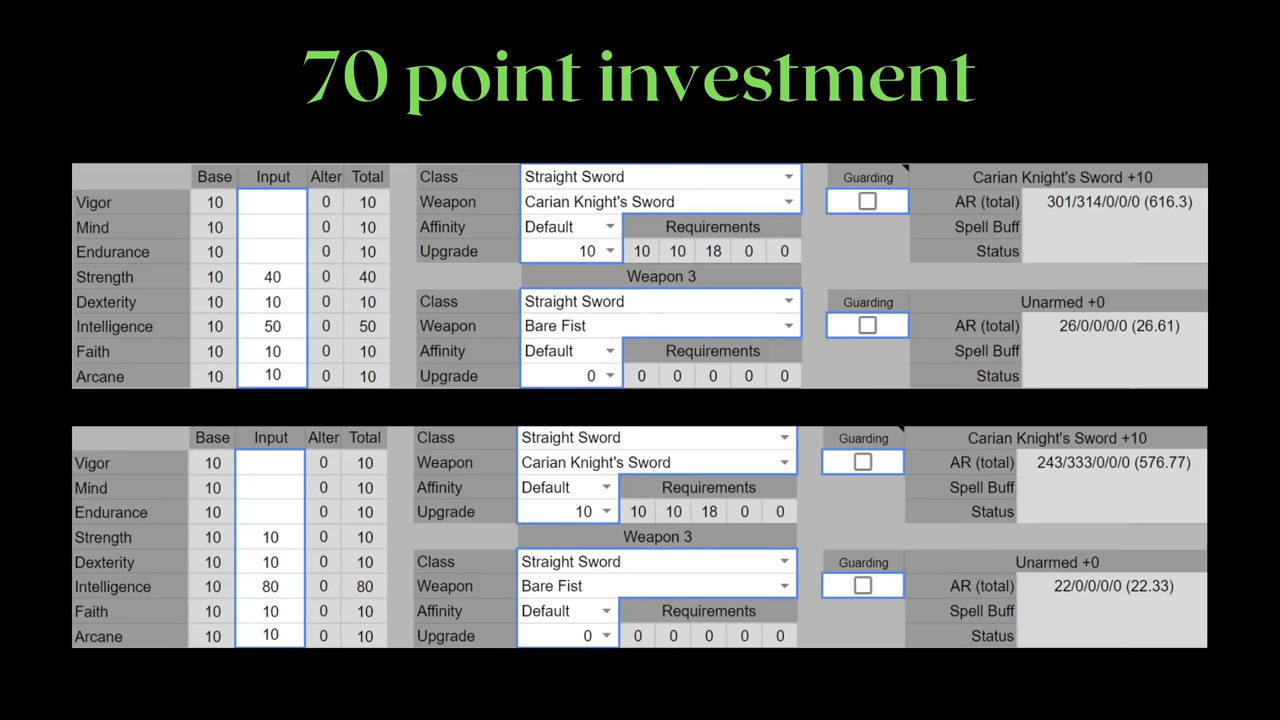 70 point investment
Base Input Alter Total Class Straight Sword Guarding Carian Knight's Sword +10
Vigor 10 0 10 Weapon Carian Knight's Sword AR (total) 301/314/0/0/0 (616.3)
Mind 10 0 10 Affinity Default Requirements Spell Buff
Endurance 10 0 10 Upgrade 10 10 10 18 0 0 Status
Strength 10 40 0 40 Weapon 3
Dexterity 10 10 0 10 Class Straight Sword Guarding Unarmed +0
Intelligence 10 50 0 50 Weapon Bare Fist AR (total) 26/0/0/0/0 (26.61)
Faith 10 10 0 10 Affinity Default Requirements Spell Buff
Arcane 10 10 0 10 Upgrade 0 0 0 0 0 0 Status
Base Input Alter Total Class Straight Sword Guarding Carian Knight's Sword +10
Vigor 10 0 10 Weapon Carian Knight's Sword AR (total) 243/333/0/0/0 (576.77)
Mind 10 0 10 Affinity Default Requirements Spell Buff
Endurance 10 0 10 Upgrade 10 10 10 18 0 0 Status
Strength 10 10 0 10 Weapon 3
Dexterity 10 10 0 10 Class Straight Sword Guarding Unarmed +0
Intelligence 10 80 0 80 Weapon Bare Fist AR (total) 22/0/0/0/0 (22.33)
Faith 10 10 0 10 Affinity Default Requirements Spell Buff
Arcane 10 10 0 10 Upgrade 0 0 0 0 0 0 Status